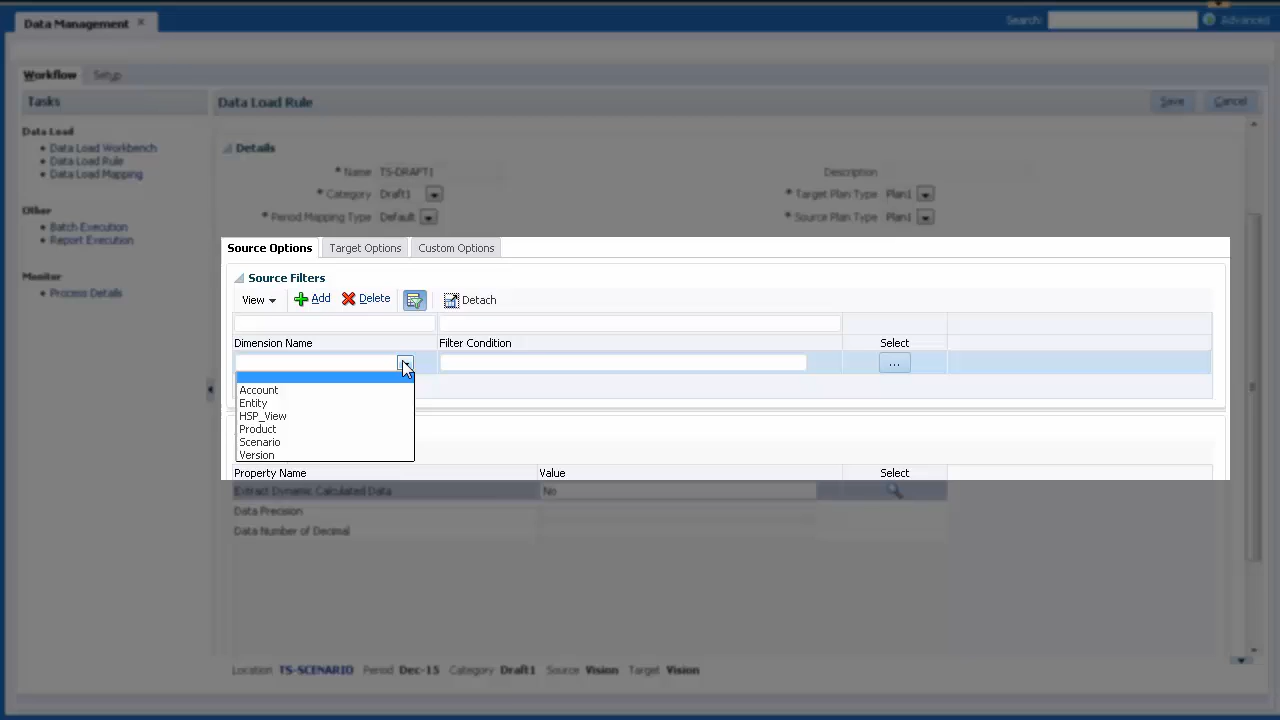 Data Management
Search:
Advanced
Workflow
Setup
Tasks
Data Load Rule
Save
Cancel
Data Load
Data Load Workbench
Data Load Rule
Data Load Mapping
Other
Batch Execution
Report Execution
Monitor
Process Details
Details
* Name TS-DRAFT1
Description
* Category Draft1
* Target Plan Type Plan1
* Period Mapping Type Default
* Source Plan Type Plan1
Source Options
Target Options
Custom Options
Source Filters
View
Add
Delete
Detach
Dimension Name
Filter Condition
Select
...
Account
Entity
HSP_View
Product
Scenario
Version
Property Name
Value
Select
Extract Dynamic Calculated Data
No
Data Precision
Data Number of Decimal
Location TS-SCENARIO Period Dec-15 Category Draft1 Source Vision Target Vision